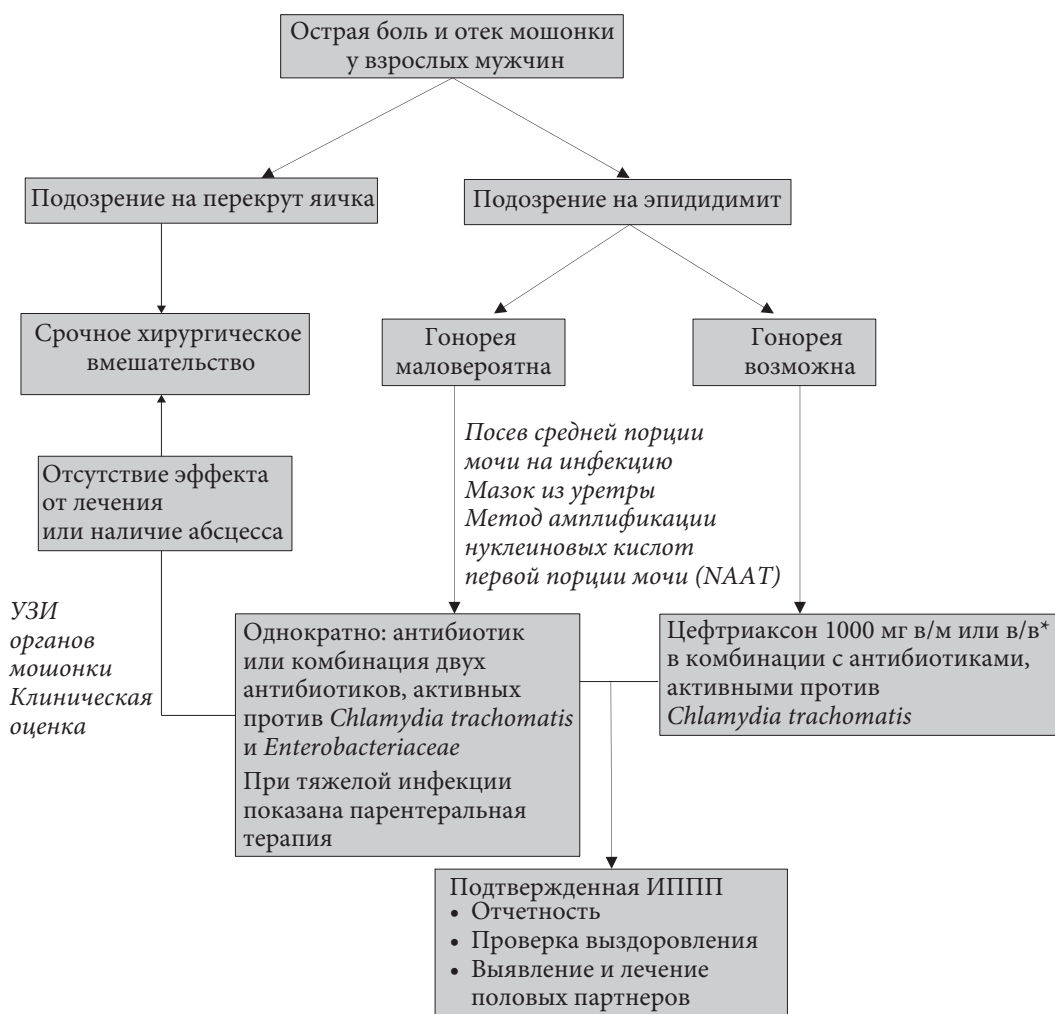 Острая боль и отек мошонки
у взрослых мужчин
Подозрение на перекрут яичка
Подозрение на эпидидимит
Срочное хирургическое
вмешательство
Гонорея
маловероятна
Гонорея
возможна
Посев средней порции
мочи на инфекцию
Мазок из уретры
Метод амплификации
нуклеиновых кислот
первой порции мочи (NAAT)
Отсутствие эффекта
от лечения
или наличие абсцесса
УЗИ
органов
мошонки
Клиническая
оценка
Однократно: антибиотик
или комбинация двух
антибиотиков, активных
против Chlamydia trachomatis
и Enterobacteriaceae
При тяжелой инфекции
показана парентеральная
терапия
Цефтриаксон 1000 мг в/м или в/в*
в комбинации с антибиотиками,
активными против
Chlamydia trachomatis
Подтвержденная ИППП
• Отчетность
• Проверка выздоровления
• Выявление и лечение
половых партнеров